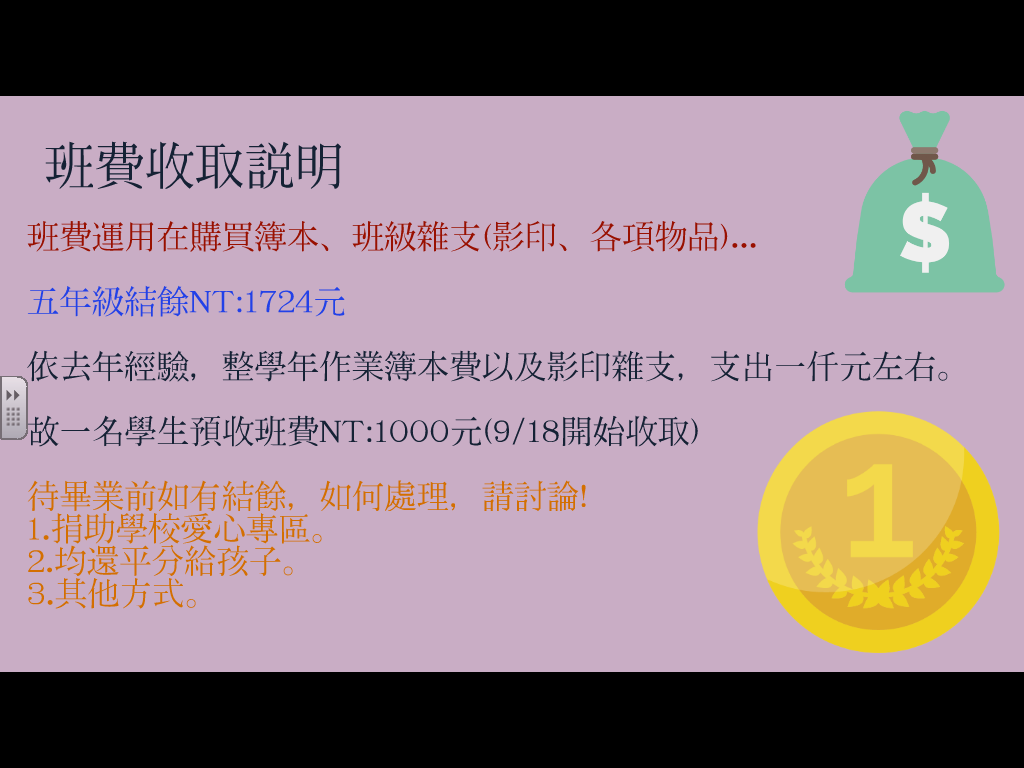 班費收取説明
班費運用在購買簿本、班級雜支(影印、各項物品)...
五年級結餘NT:1724元
依去年經驗，整學年作業簿本費以及影印雜支，支出一仟元左右。
故一名學生預收班費NT:1000元(9/18開始收取)
待畢業前如有結餘，如何處理，請討論!
1.捐助學校愛心專區。
2.均還平分給孩子。
3.其他方式。
$
1